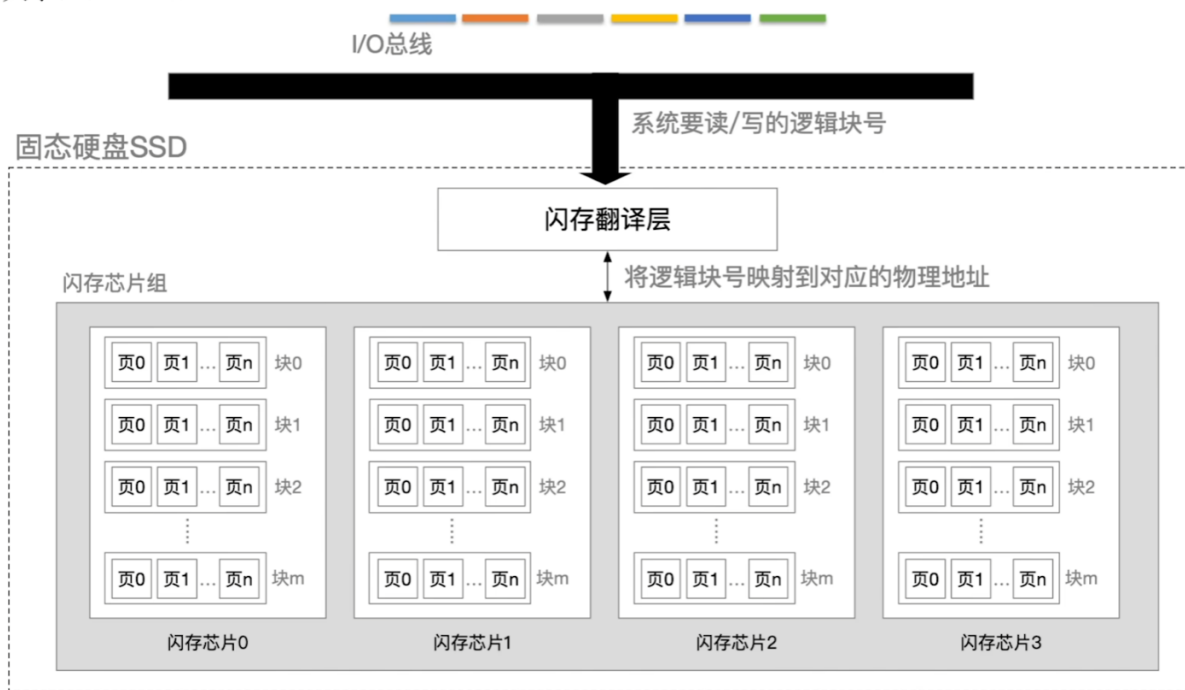 I/O总线
系统要读/写的逻辑块号
固态硬盘SSD
闪存翻译层
将逻辑块号映射到对应的物理地址
闪存芯片组
页0 页1 ... 页n 块0 页0 页1 ... 页n 块0 页0 页1 ... 页n 块0 页0 页1 ... 页n 块0
页0 页1 ... 页n 块1 页0 页1 ... 页n 块1 页0 页1 ... 页n 块1 页0 页1 ... 页n 块1
页0 页1 ... 页n 块2 页0 页1 ... 页n 块2 页0 页1 ... 页n 块2 页0 页1 ... 页n 块2
页0 页1 ... 页n 块m 页0 页1 ... 页n 块m 页0 页1 ... 页n 块m 页0 页1 ... 页n 块m
闪存芯片0 闪存芯片1 闪存芯片2 闪存芯片3